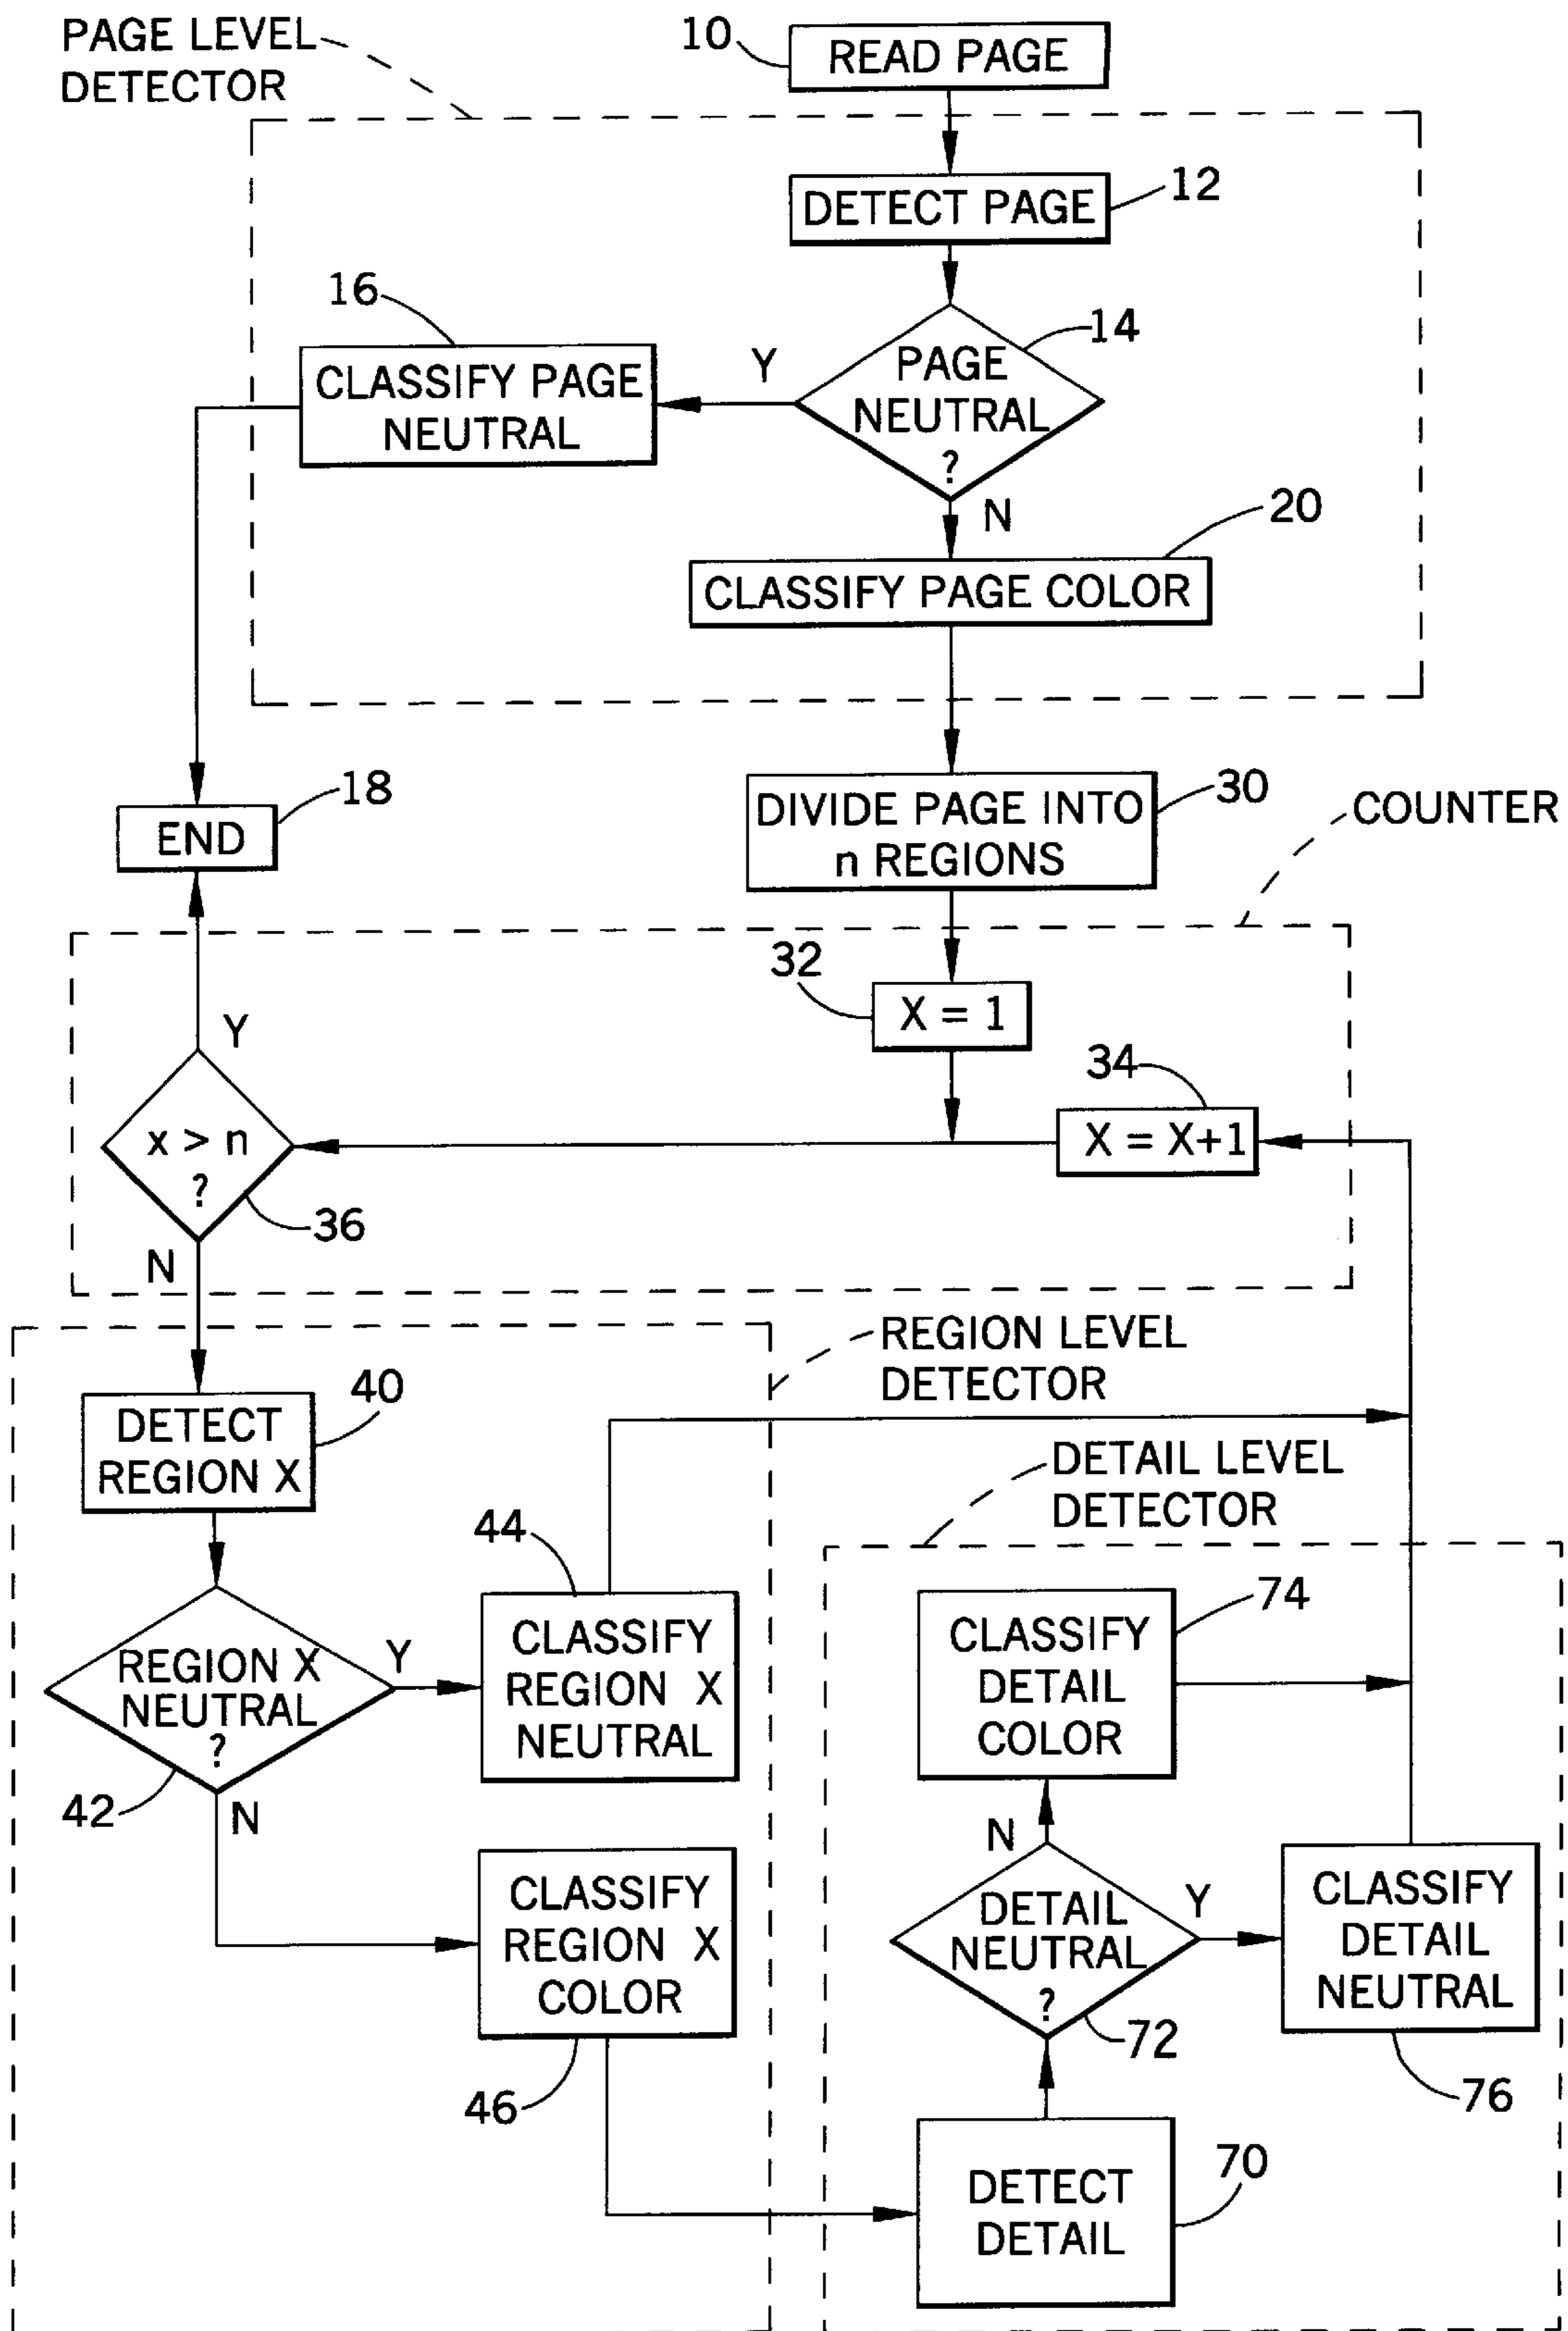 PAGE LEVEL
DETECTOR
10
READ PAGE
DETECT PAGE
12
16
14
PAGE
NEUTRAL
?
Y
CLASSIFY PAGE
NEUTRAL
N
20
CLASSIFY PAGE COLOR
18
END
DIVIDE PAGE INTO
n REGIONS
30
COUNTER
32
X = 1
Y
34
X = X+1
x > n
?
36
N
REGION LEVEL
DETECTOR
40
DETECT
REGION X
DETAIL LEVEL
DETECTOR
44
REGION X
NEUTRAL
?
Y
42
N
CLASSIFY
REGION X
NEUTRAL
74
CLASSIFY
DETAIL
COLOR
CLASSIFY
REGION X
COLOR
46
N
DETAIL
NEUTRAL
?
Y
72
CLASSIFY
DETAIL
NEUTRAL
76
70
DETECT
DETAIL